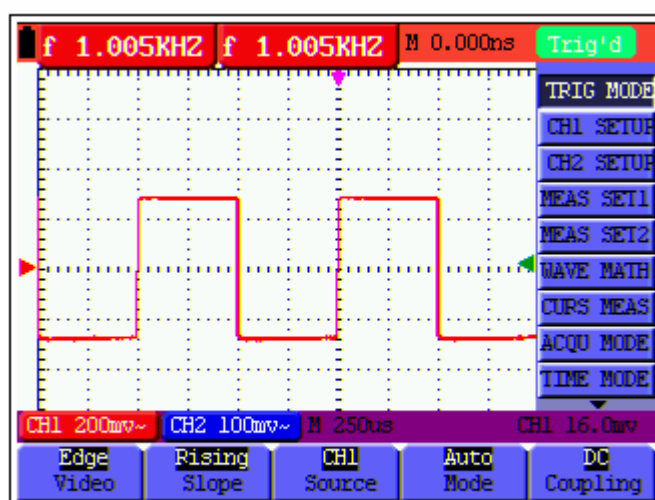 f 1.005KHZ f 1.005KHZ M 0.000ns Trig'd
TRIG MODE
CH1 SETUP
CH2 SETUP
MEAS SET1
MEAS SET2
WAVE MATH
CURS MEAS
ACQU MODE
TIME MODE
CH1 200mv~ CH2 100mv~ M 250us CH1 16.0mv
Edge Rising CH1 Auto DC
Video Slope Source Mode Coupling